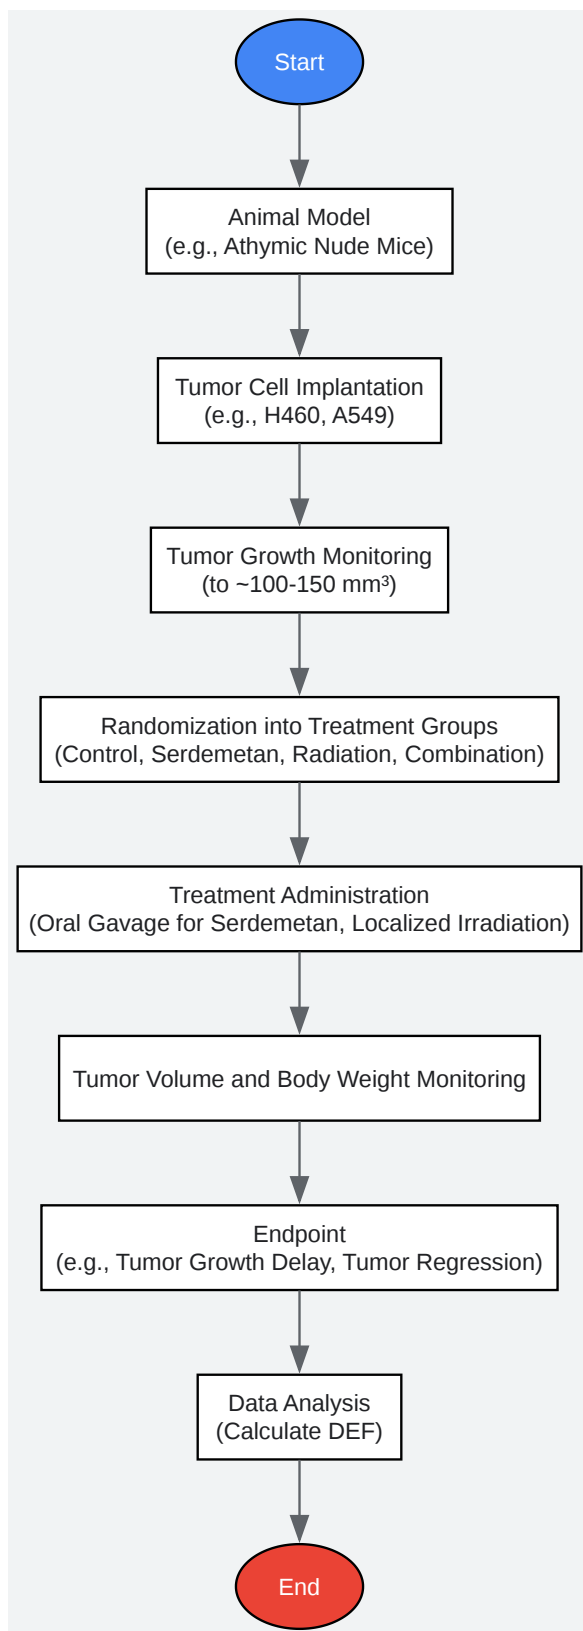 Start
Animal Model
(e.g., Athymic Nude Mice)
Tumor Cell Implantation
(e.g., H460, A549)
Tumor Growth Monitoring
(to ~100-150 mm³)
Randomization into Treatment Groups
(Control, Serdemetan, Radiation, Combination)
Treatment Administration
(Oral Gavage for Serdemetan, Localized Irradiation)
Tumor Volume and Body Weight Monitoring
Endpoint
(e.g., Tumor Growth Delay, Tumor Regression)
Data Analysis
(Calculate DEF)
End